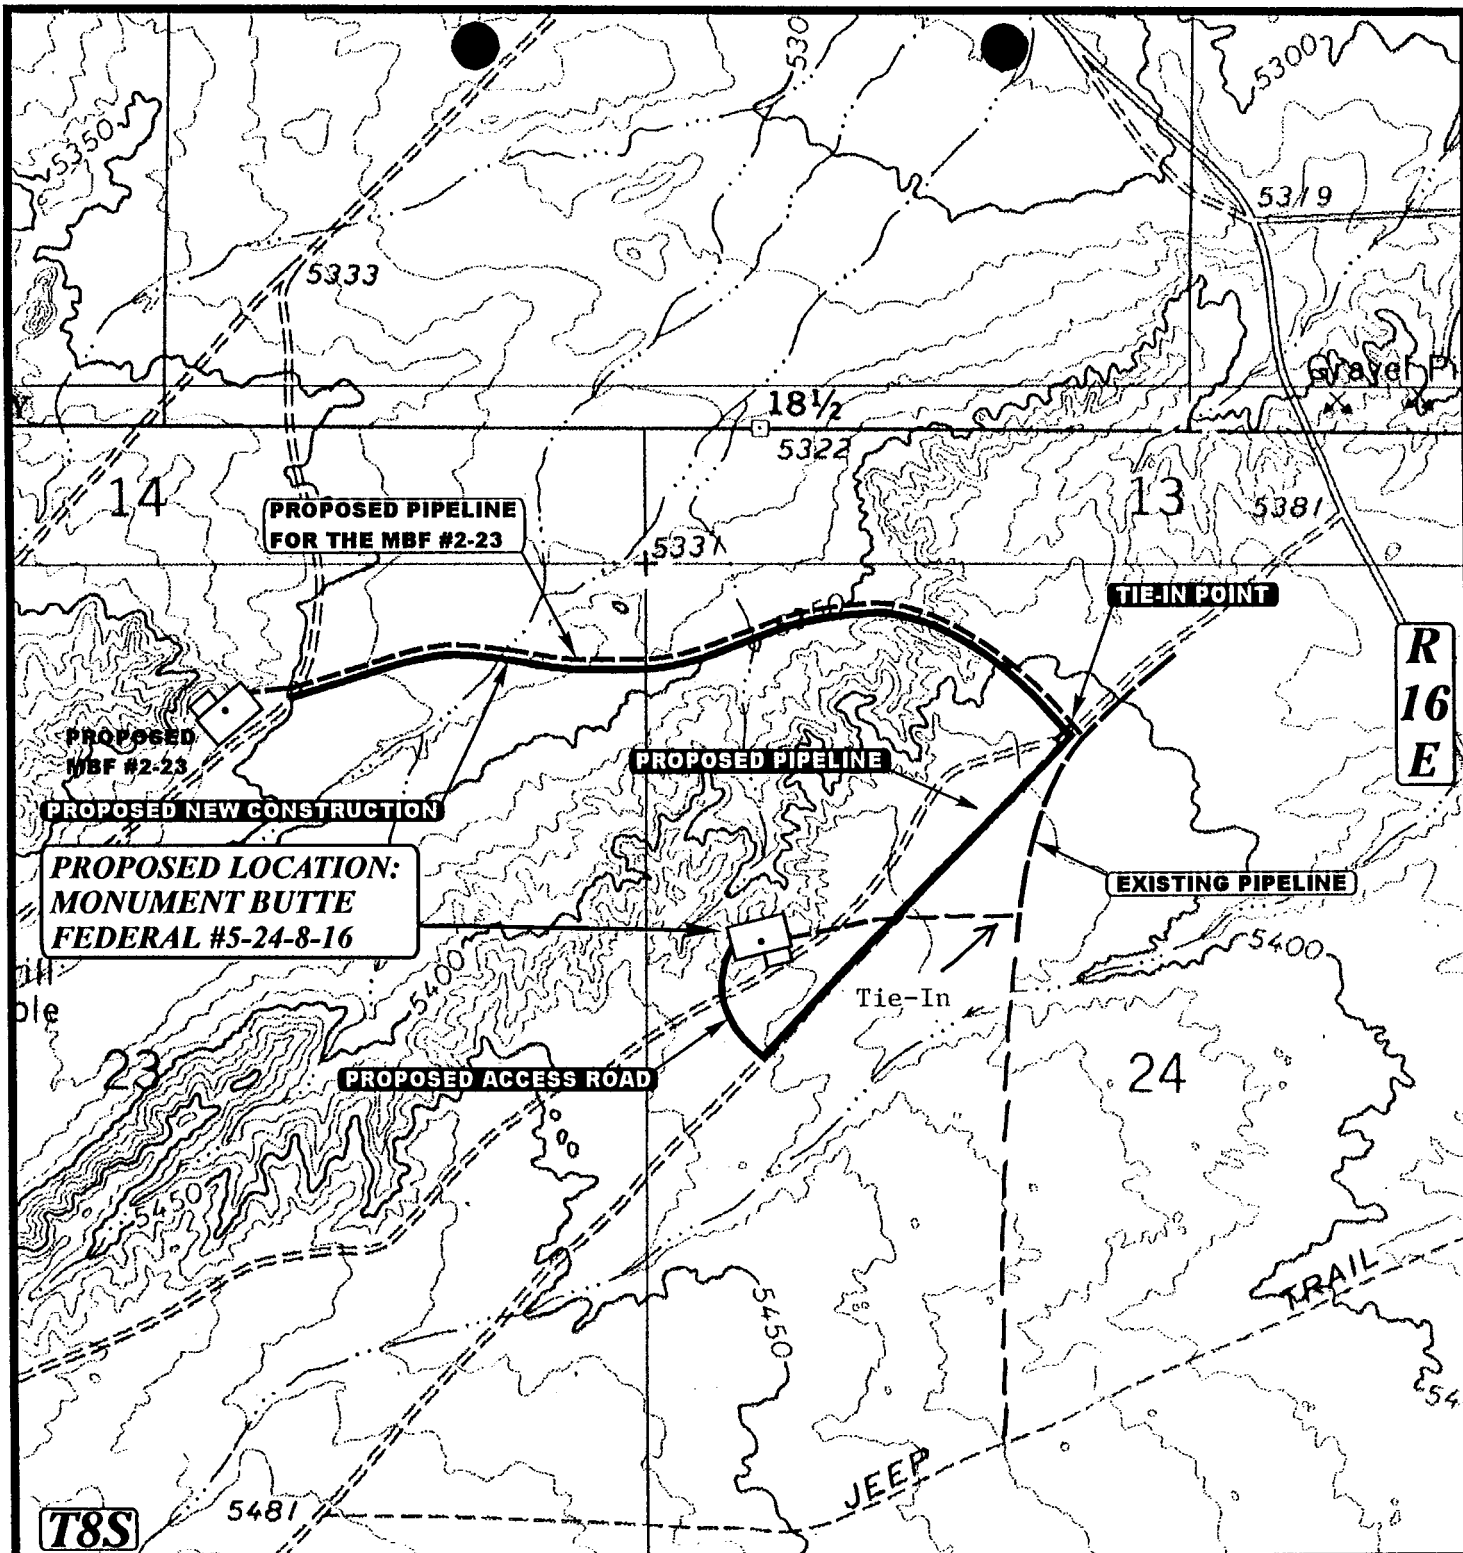 5300
5300
5350
5319
5333
Gravel Pi
18½
5322
14
13
5381
PROPOSED PIPELINE
FOR THE MBF #2-23
5331
TIE-IN POINT
R
16
E
PROPOSED
MBF #2-23
PROPOSED PIPELINE
PROPOSED NEW CONSTRUCTION
PROPOSED LOCATION:
MONUMENT BUTTE
FEDERAL #5-24-8-16
EXISTING PIPELINE
5400
5400
Tie-In
23
24
PROPOSED ACCESS ROAD
5450
5450
JEEP TRAIL
5481
T8S